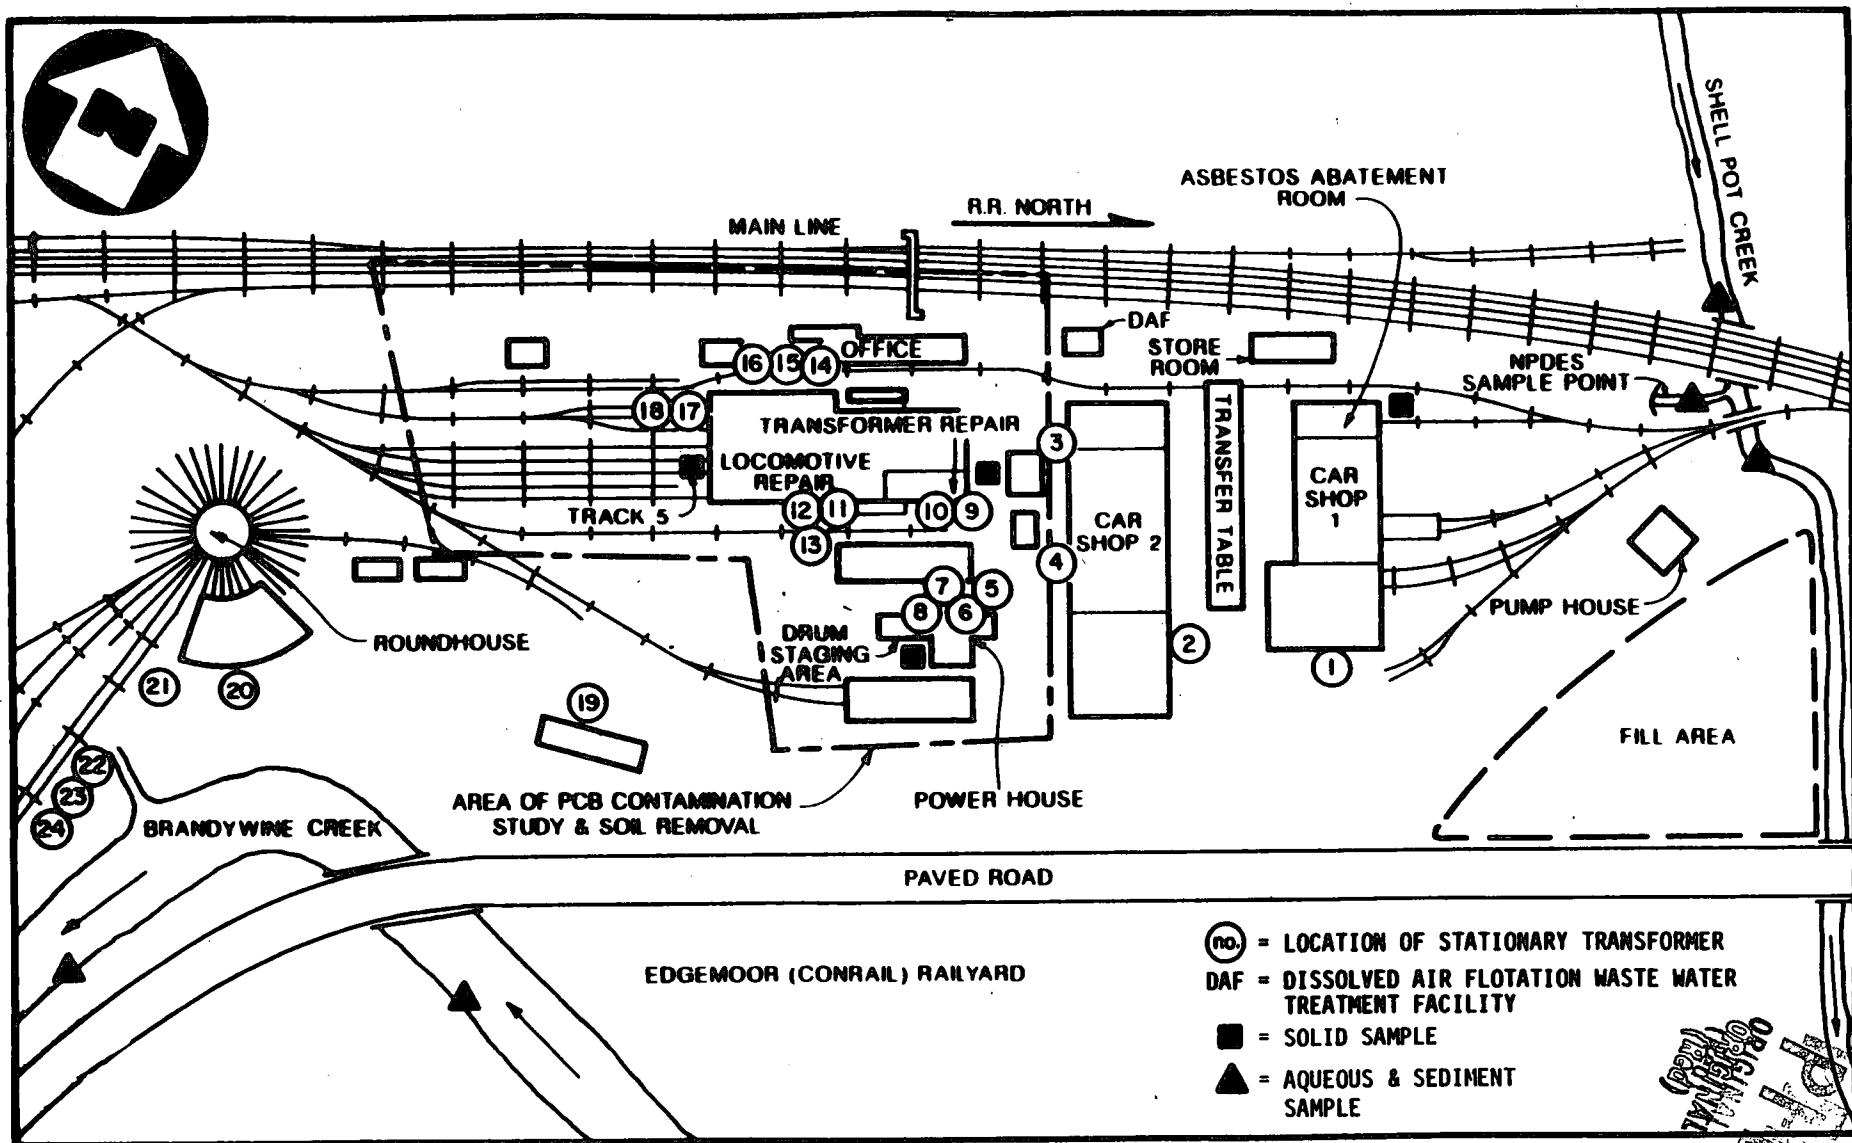 N
SHELL POT CREEK
ASBESTOS ABATEMENT
ROOM
R.R. NORTH
MAIN LINE
DAF
STORE
ROOM
OFFICE
16
15
14
NPDES
SAMPLE POINT
18
17
TRANSFORMER REPAIR
3
LOCOMOTIVE
REPAIR
TRANSFER TABLE
CAR
SHOP
1
TRACK 5
12
11
10
9
CAR
SHOP 2
13
4
7
5
8
6
PUMP HOUSE
ROUNDHOUSE
DRUM
STAGING
AREA
2
1
21
20
19
FILL AREA
22
23
24
AREA OF PCB CONTAMINATION
STUDY & SOIL REMOVAL
POWER HOUSE
BRANDYWINE CREEK
PAVED ROAD
EDGEMOOR (CONRAIL) RAILYARD
no. = LOCATION OF STATIONARY TRANSFORMER
DAF = DISSOLVED AIR FLOTATION WASTE WATER
TREATMENT FACILITY
= SOLID SAMPLE
= AQUEOUS & SEDIMENT
SAMPLE
ORIGINAL